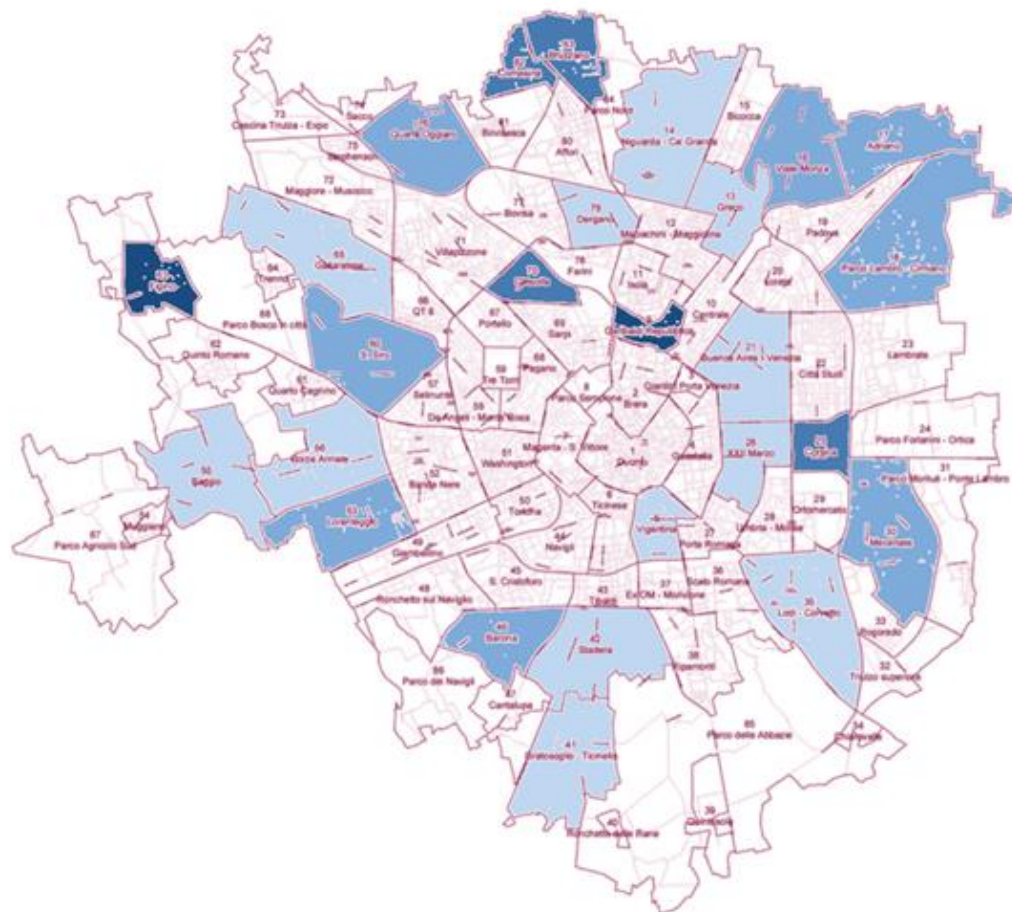 74
Sacco
73
Cascina Triulza - Expo
75
Stephenson
76
Quarto Oggiaro
81
Bovisasca
82
Comasina
83
Bruzzano
84
Parco Nord
80
Affori
14
Niguarda - Ca' Granda
15
Bicocca
16
Viale Monza
17
Adriano
72
Maggiore - Musocco
77
Bovisa
79
Dergano
12
Maciachini - Maggiolina
13
Greco
19
Padova
18
Parco Lambro - Cimiano
65
Gallaratese
64
Trenno
63
Figino
71
Villapizzone
70
78
Farini
11
Isola
10
Centrale
20
Loreto
68
Parco Bosco in città
66
QT 8
67
Portello
69
Sarpi
9
Garibaldi Repubblica
21
Buenos Aires - Venezia
22
Città Studi
23
Lambrate
62
Quinto Romano
61
Quarto Cagnino
60
S. Siro
57
Selinunte
59
Tre Torri
Pagano
58
De Angeli - Monte Rosa
8
Parco Sempione
2
Brera
Giardini Porta Venezia
24
Parco Forlanini - Ortica
55
Baggio
56
Forze Armate
52
Bande Nere
51
Washington
Magenta - S. Vittore
1
Duomo
4
Guastalla
26
XXII Marzo
25
Corsica
31
Parco Monluè - Ponte Lambro
87
Parco Agricolo Sud
54
Muggiano
53
Lorenteggio
50
Tortona
6
Ticinese
5
Vigentina
27
Porta Romana
28
Umbria - Molise
29
Ortomercato
30
Mecenate
49
Giambellino
48
Ronchetto sul Naviglio
45
S. Cristoforo
44
Navigli
43
Tibaldi
37
Ex OM - Morivione
36
Scalo Romana
35
Lodi - Corvetto
33
Rogoredo
32
Triulzo superiore
46
Barona
42
Stadera
38
Ripamonti
86
Parco dei Navigli
47
Cantalupa
41
Gratosoglio - Ticinello
85
Parco delle Abbazie
34
Chiaravalle
39
Quintosole
40
Ronchetto delle Rane